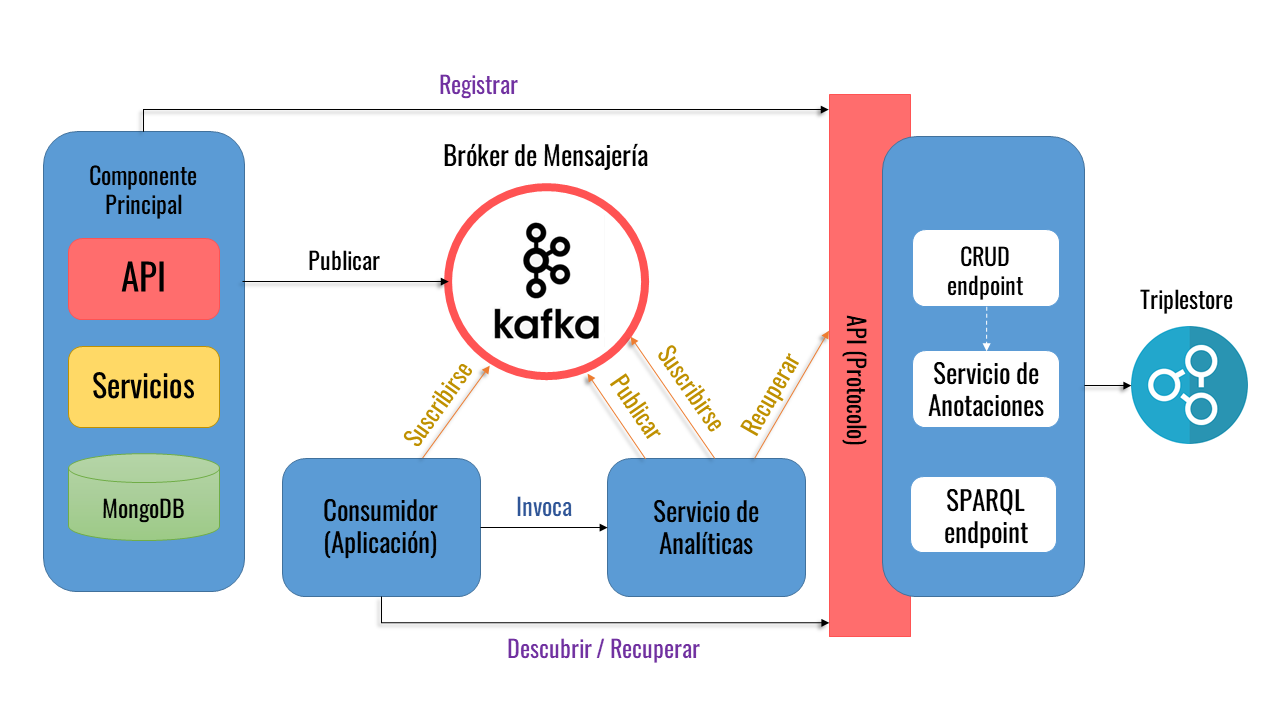 Registrar
Componente
Principal
API
Servicios
MongoDB
Publicar
Bróker de Mensajería
kafka
Suscribirse
Publicar
Suscribirse
Recuperar
Consumidor
(Aplicación)
Invoca
Servicio de
Analíticas
Descubrir / Recuperar
API (Protocolo)
CRUD
endpoint
Servicio de
Anotaciones
SPARQL
endpoint
Triplestore